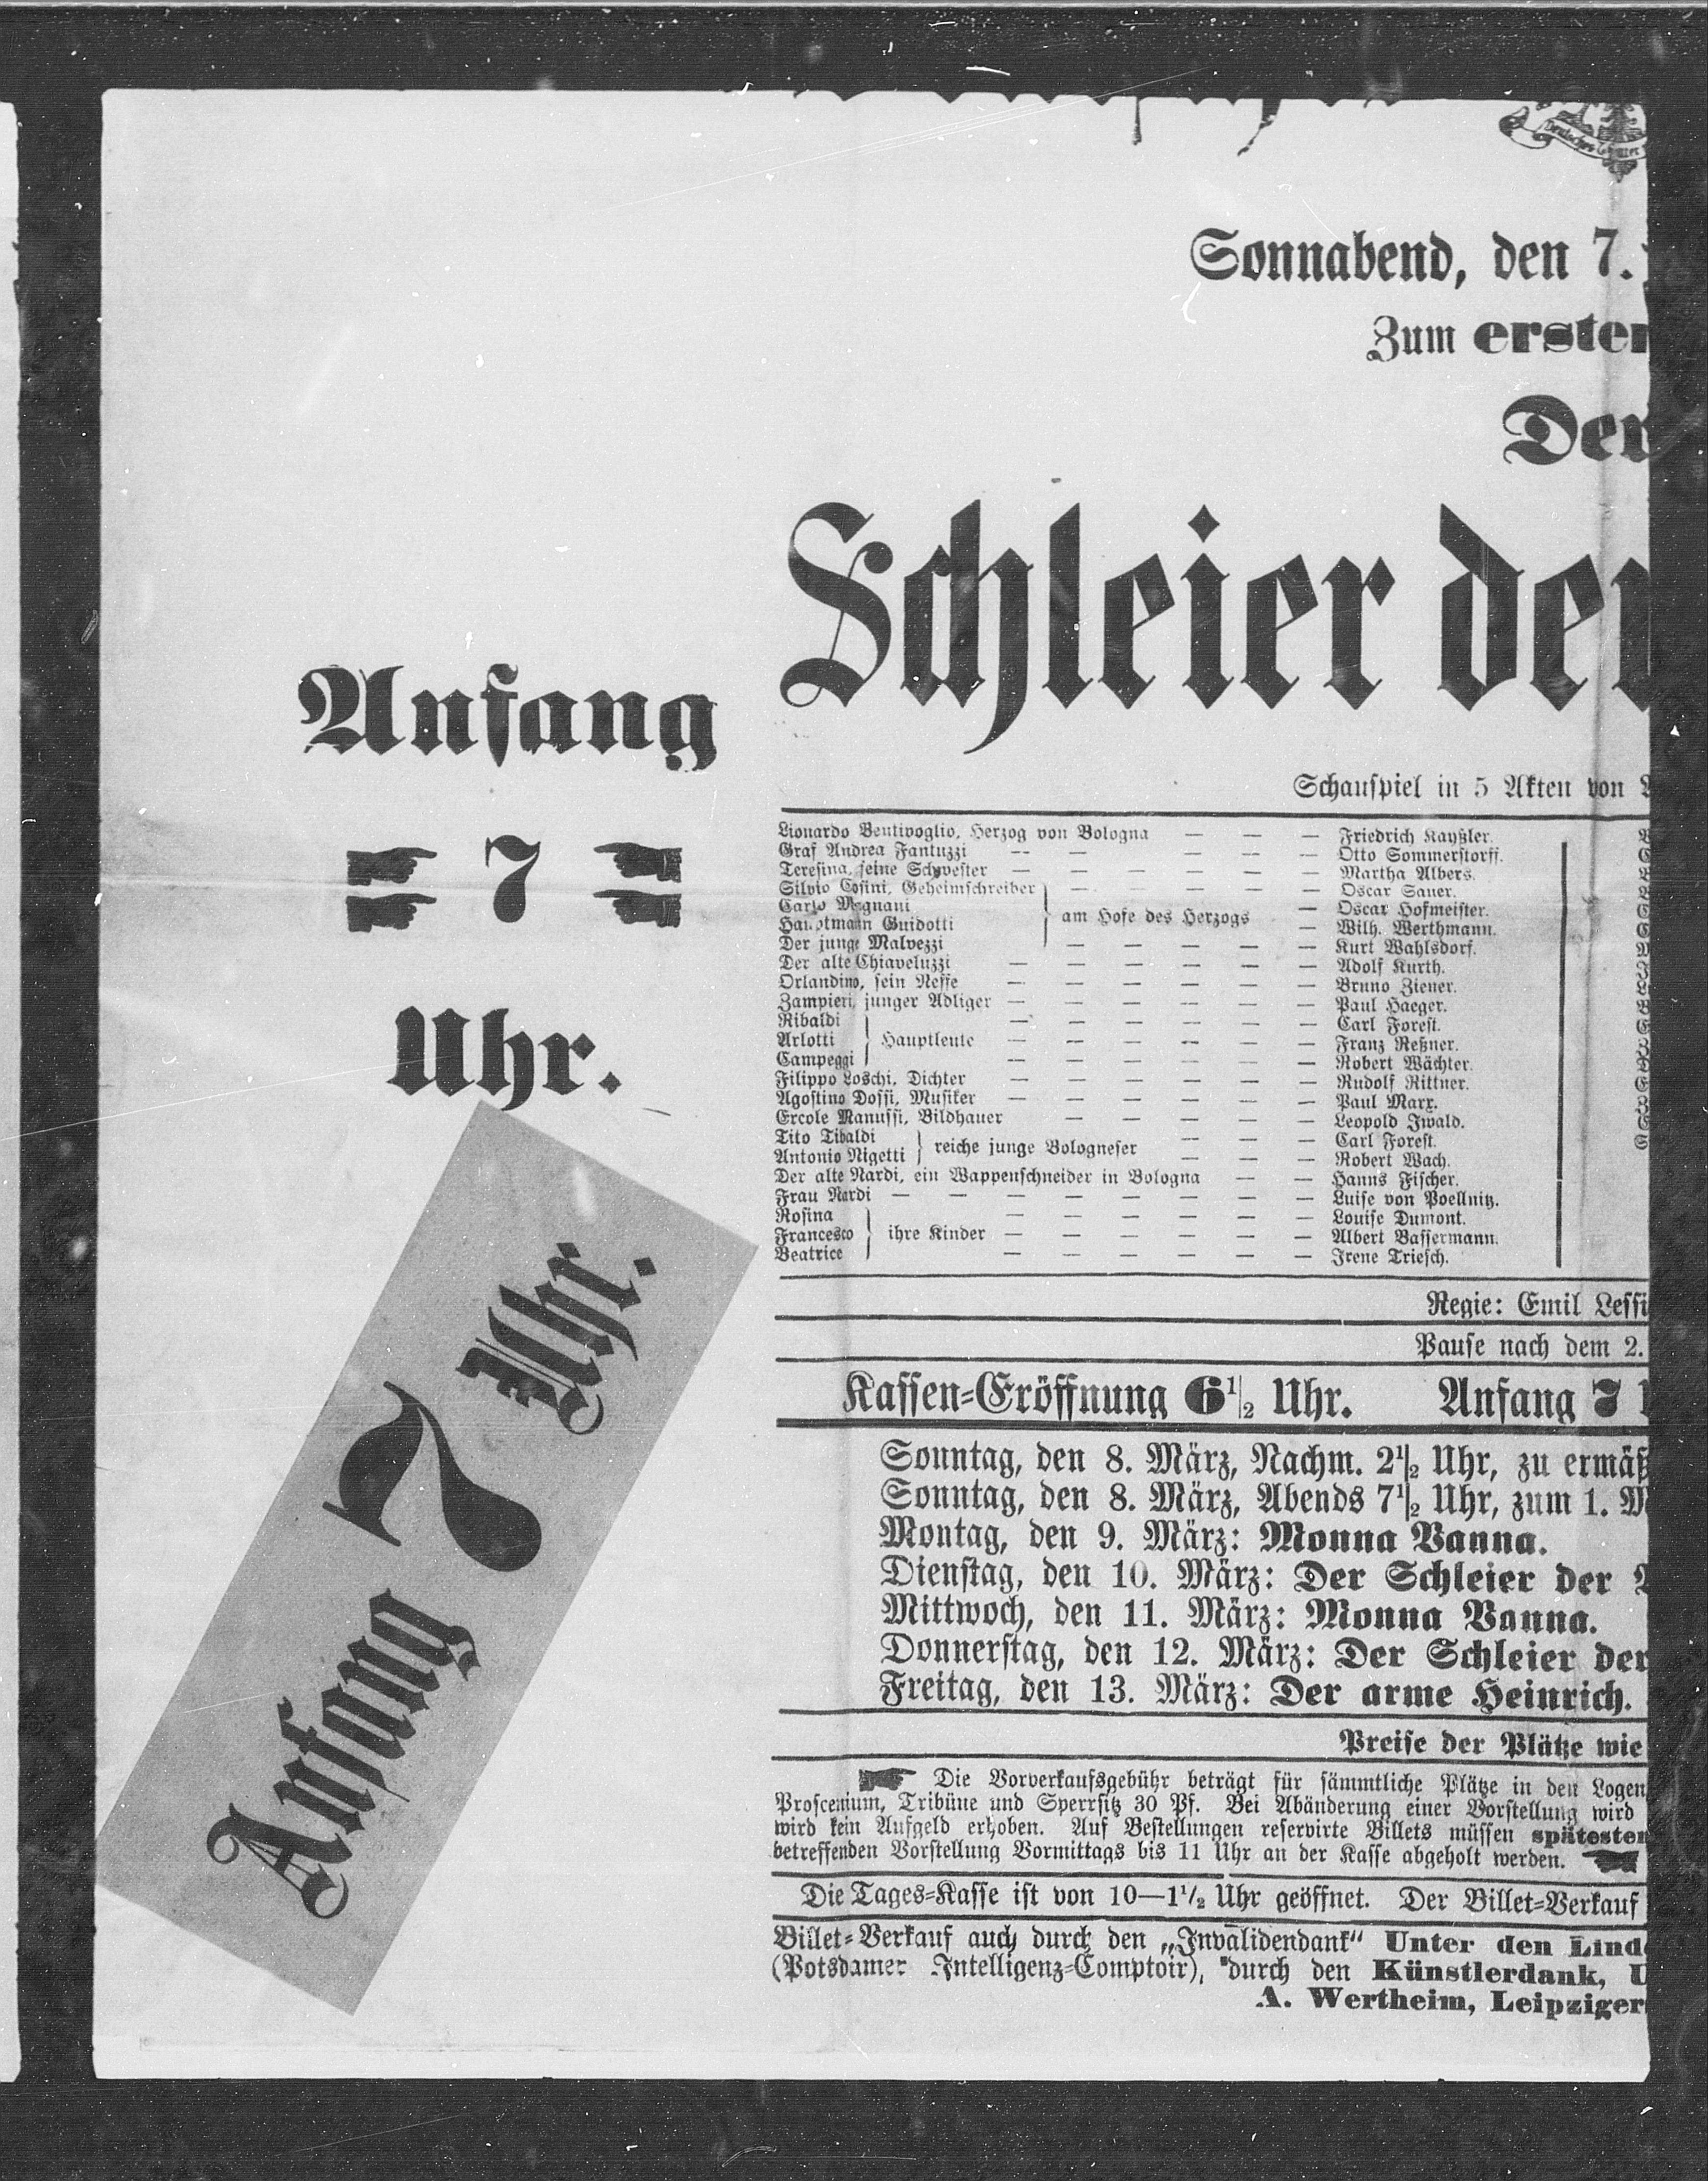 Deutsches Theater
Sonnabend, den 7.
Zum ersten
Der
Schleier der
Anfang
7
Uhr.
Anfang 7 Uhr.
Schauspiel in 5 Akten von
Lionardo Bentivoglio, Herzog von Bologna — — — Friedrich Kayßler.
Graf Andrea Fantuzzi — — — — — Otto Sommerstorff.
Teresina, seine Schwester — — — — — Martha Albers.
Silvio Cosini, Geheimschreiber — — — — — Oscar Sauer.
Carlo Magnani — Oscar Hofmeister.
am Hofe des Herzogs
Hauptmann Guidotti — Wilh. Werthmann.
Der junge Malvezzi — — — — — Kurt Wahlsdorf.
Der alte Chiaveluzzi — — — — — — Adolf Kurth.
Orlandino, sein Neffe — — — — — — Bruno Ziener.
Zampieri, junger Adliger — — — — — — Paul Haeger.
Ribaldi — — — — — — Carl Forest.
Arlotti } Hauptleute — — — — — — Franz Reßner.
Campeggi — — — — — — Robert Wächter.
Filippo Loschi, Dichter — — — — — — Rudolf Rittner.
Agostino Dossi, Musiker — — — — — — Paul Marx.
Ercole Manussi, Bildhauer — — — — — Leopold Iwald.
Tito Tibaldi — — — Carl Forest.
reiche junge Bologneser
Antonio Nigetti — — — Robert Wach.
Der alte Nardi, ein Wappenschneider in Bologna — — Hanns Fischer.
Frau Nardi — — — — — — — — Luise von Poellnitz.
Rosina — — — — — — Louise Dumont.
Francesco } ihre Kinder — — — — — — Albert Bassermann.
Beatrice — — — — — — Irene Triesch.
Regie: Emil Lessi
Pause nach dem 2.
Kassen-Eröffnung 6½ Uhr. Anfang 7
Sonntag, den 8. März, Nachm. 2½ Uhr, zu ermäß
Sonntag, den 8. März, Abends 7½ Uhr, zum 1. M
Montag, den 9. März: Monna Vanna.
Dienstag, den 10. März: Der Schleier der
Mittwoch, den 11. März: Monna Vanna.
Donnerstag, den 12. März: Der Schleier der
Freitag, den 13. März: Der arme Heinrich.
Preise der Plätze wie
Die Vorverkaufsgebühr beträgt für sämmtliche Plätze in den Logen
Proscenium, Tribüne und Sperrsitz 30 Pf. Bei Abänderung einer Vorstellung wird
wird kein Aufgeld erhoben. Auf Bestellungen reservirte Billets müssen spätesten
betreffenden Vorstellung Vormittags bis 11 Uhr an der Kasse abgeholt werden.
Die Tages-Kasse ist von 10—1½ Uhr geöffnet. Der Billet-Verkauf
Billet-Verkauf auch durch den „Invalidendank“ Unter den Lind
(Potsdamer Intelligenz-Comptoir), durch den Künstlerdank, U
A. Wertheim, Leipziger